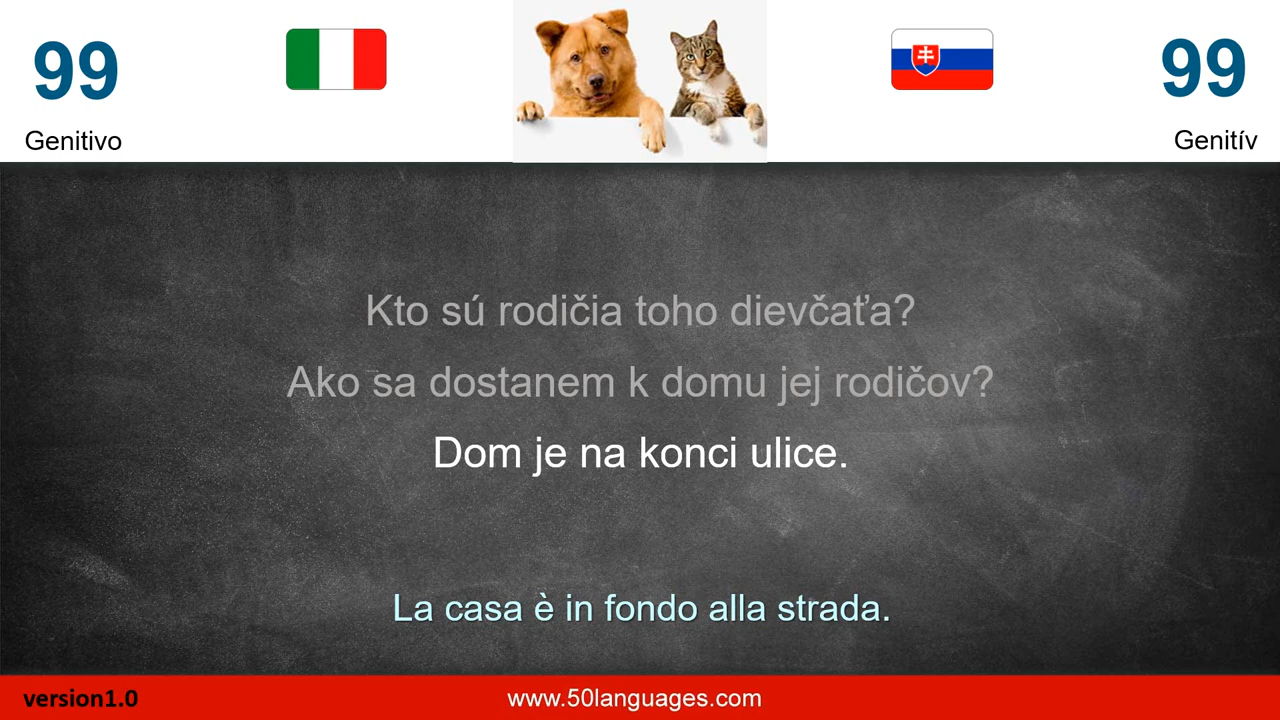 99
99
Genitivo
Genitív
Kto sú rodičia toho dievčaťa?
Ako sa dostanem k domu jej rodičov?
Dom je na konci ulice.
La casa è in fondo alla strada.
version1.0
www.50languages.com